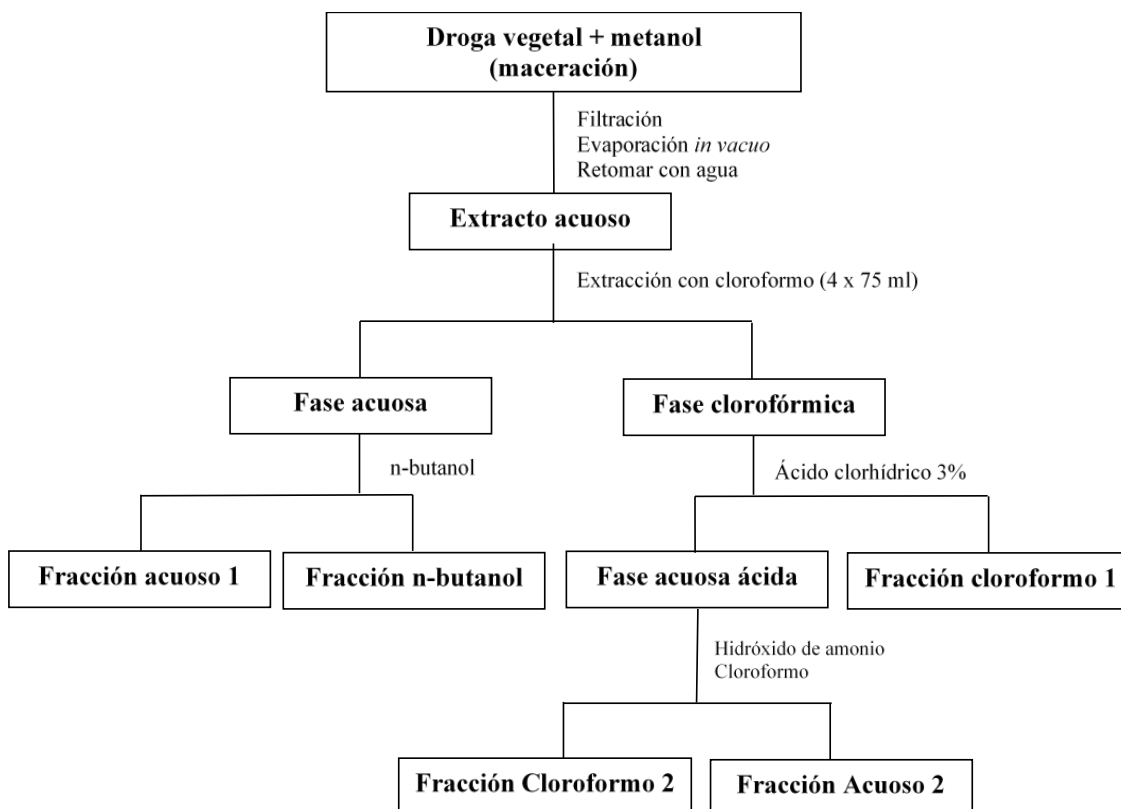 Droga vegetal + metanol
(maceración)
Filtración
Evaporación in vacuo
Retomar con agua
Extracto acuoso
Extracción con cloroformo (4 x 75 ml)
Fase acuosa
Fase clorofórmica
n-butanol
Ácido clorhídrico 3%
Fracción acuoso 1
Fracción n-butanol
Fase acuosa ácida
Fracción cloroformo 1
Hidróxido de amonio
Cloroformo
Fracción Cloroformo 2
Fracción Acuoso 2